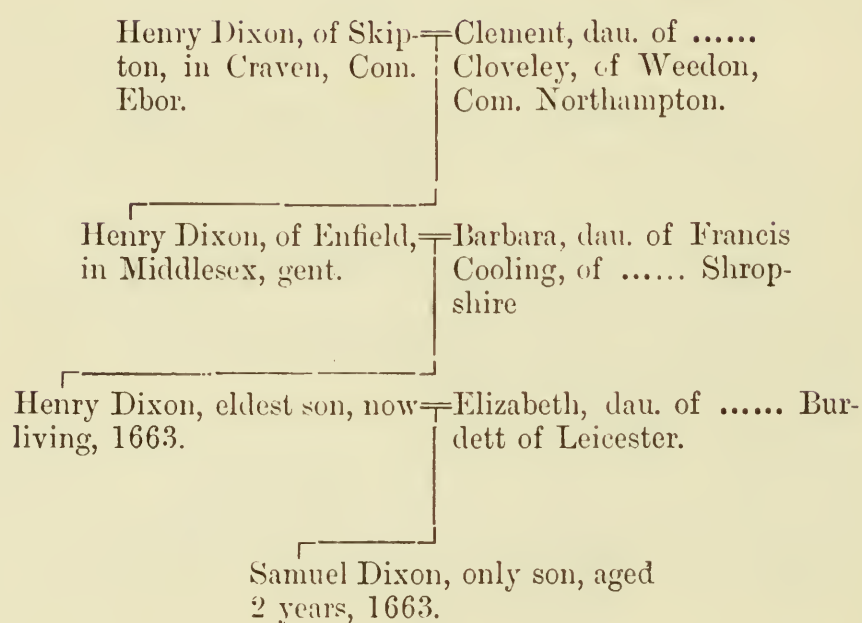 Henry Dixon, of Skip-
ton, in Craven, Com.
Ebor.
Clement, dau. of ......
Cloveley, of Weedon,
Com. Northampton.
Henry Dixon, of Enfield,
in Middlesex, gent.
Barbara, dau. of Francis
Cooling, of ...... Shrop-
shire
Henry Dixon, eldest son, now
living, 1663.
Elizabeth, dau. of ...... Bur-
dett of Leicester.
Samuel Dixon, only son, aged
2 years, 1663.